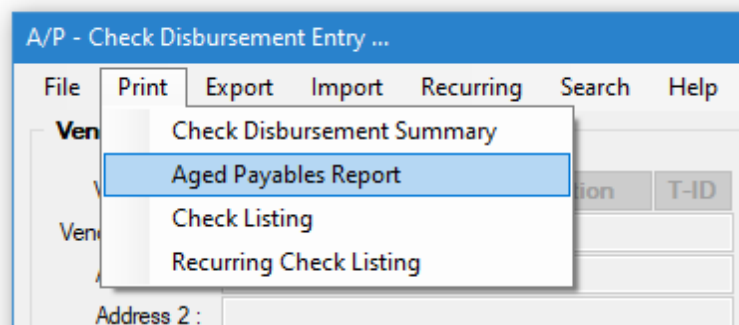 A/P - Check Disbursement Entry ...
File Print Export Import Recurring Search Help
Check Disbursement Summary
Aged Payables Report
T-ID
Check Listing
Recurring Check Listing
Address 2 :